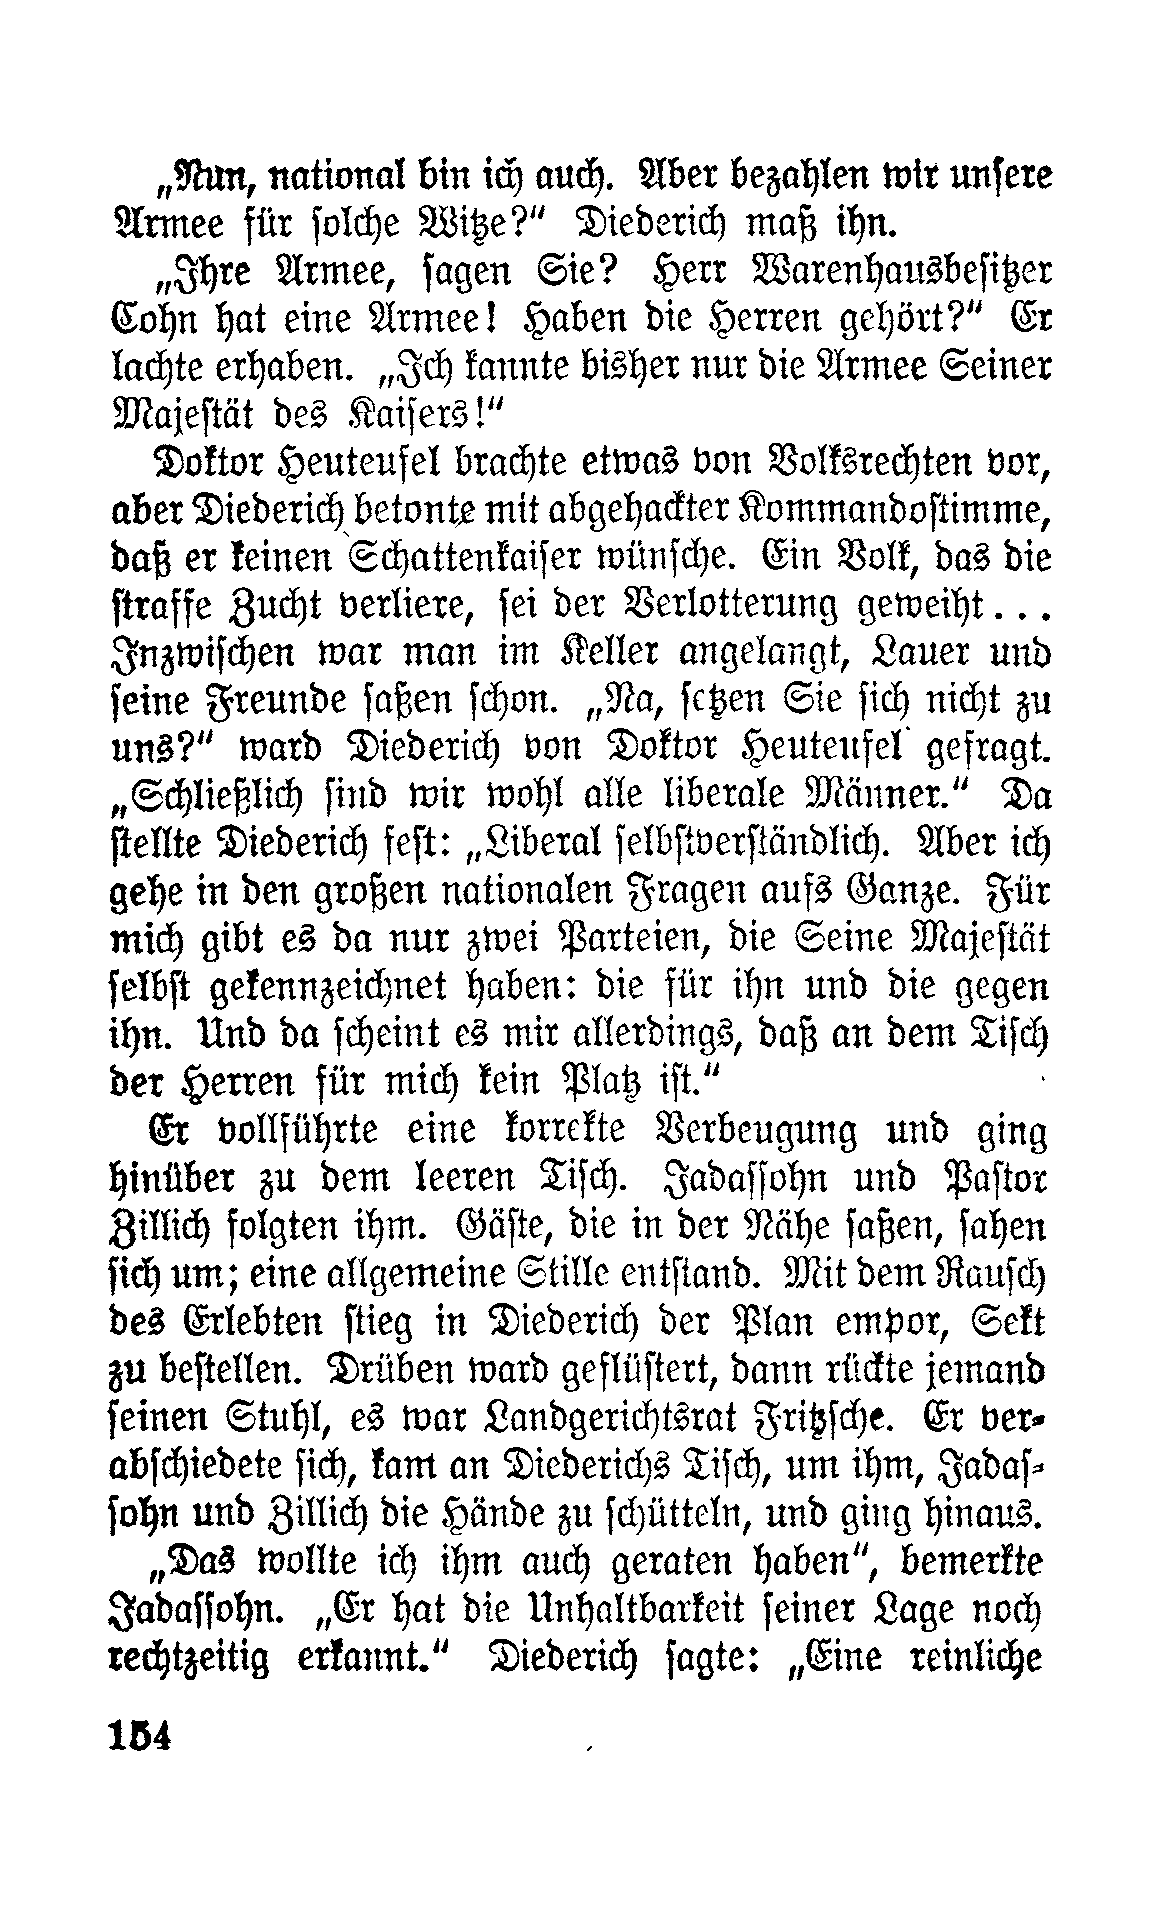 „Nun, national bin ich auch. Aber bezahlen wir unsere
Armee für solche Witze?“ Diederich maß ihn.
„Ihre Armee, sagen Sie? Herr Warenhausbesitzer
Cohn hat eine Armee! Haben die Herren gehört?“ Er
lachte erhaben. „Ich kannte bisher nur die Armee Seiner
Majestät des Kaisers!“
Doktor Heuteufel brachte etwas von Volksrechten vor,
aber Diederich betonte mit abgehackter Kommandostimme,
daß er keinen Schattenkaiser wünsche. Ein Volk, das die
straffe Zucht verliere, sei der Verlotterung geweiht...
Inzwischen war man im Keller angelangt, Lauer und
seine Freunde saßen schon. „Na, setzen Sie sich nicht zu
uns?“ ward Diederich von Doktor Heuteufel gefragt.
„Schließlich sind wir wohl alle liberale Männer.“ Da
stellte Diederich fest: „Liberal selbstverständlich. Aber ich
gehe in den großen nationalen Fragen aufs Ganze. Für
mich gibt es da nur zwei Parteien, die Seine Majestät
selbst gekennzeichnet haben: die für ihn und die gegen
ihn. Und da scheint es mir allerdings, daß an dem Tisch
der Herren für mich kein Platz ist.“
Er vollführte eine korrekte Verbeugung und ging
hinüber zu dem leeren Tisch. Jadassohn und Pastor
Zillich folgten ihm. Gäste, die in der Nähe saßen, sahen
sich um; eine allgemeine Stille entstand. Mit dem Rausch
des Erlebten stieg in Diederich der Plan empor, Sekt
zu bestellen. Drüben ward geflüstert, dann rückte jemand
seinen Stuhl, es war Landgerichtsrat Fritzsche. Er ver-
abschiedete sich, kam an Diederichs Tisch, um ihm, Jadas-
sohn und Zillich die Hände zu schütteln, und ging hinaus.
„Das wollte ich ihm auch geraten haben“, bemerkte
Jadassohn. „Er hat die Unhaltbarkeit seiner Lage noch
rechtzeitig erkannt.“ Diederich sagte: „Eine reinliche
154